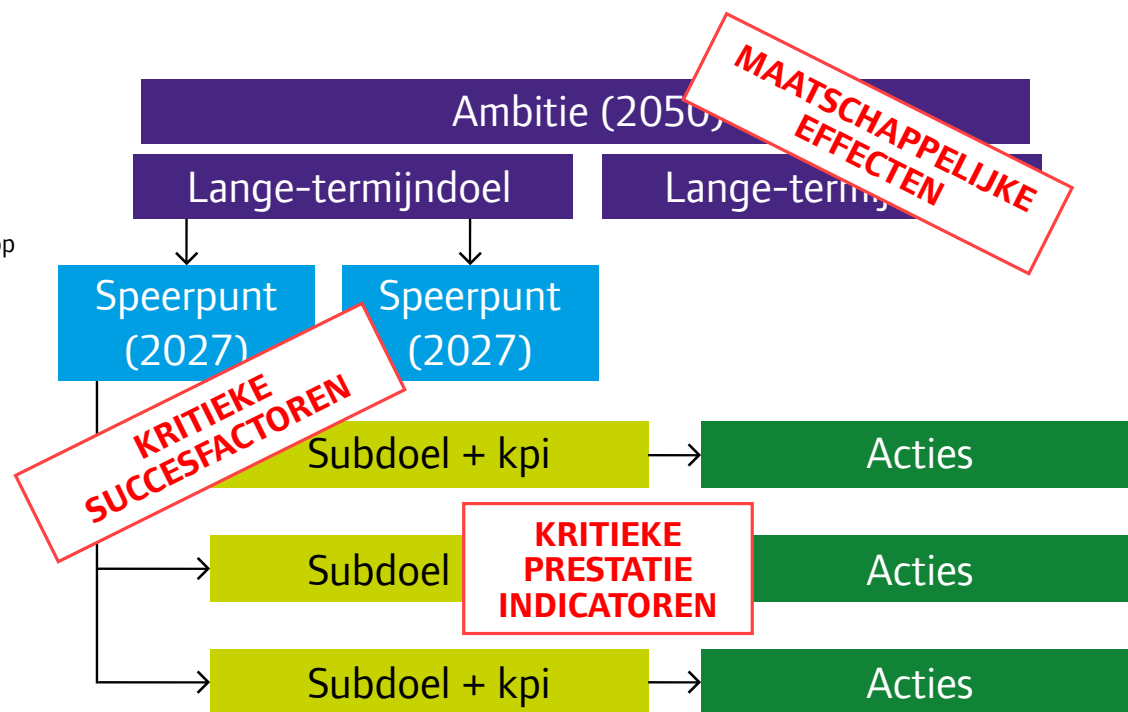 Ambitie (2050)
MAATSCHAPPELIJKE
EFFECTEN
Lange-termijndoel
Lange-termij
op
Speerpunt
(2027)
Speerpunt
(2027)
KRITIEKE
SUCCESFACTOREN
Subdoel + kpi
Acties
Subdoel
KRITIEKE
PRESTATIE
INDICATOREN
Acties
Subdoel + kpi
Acties